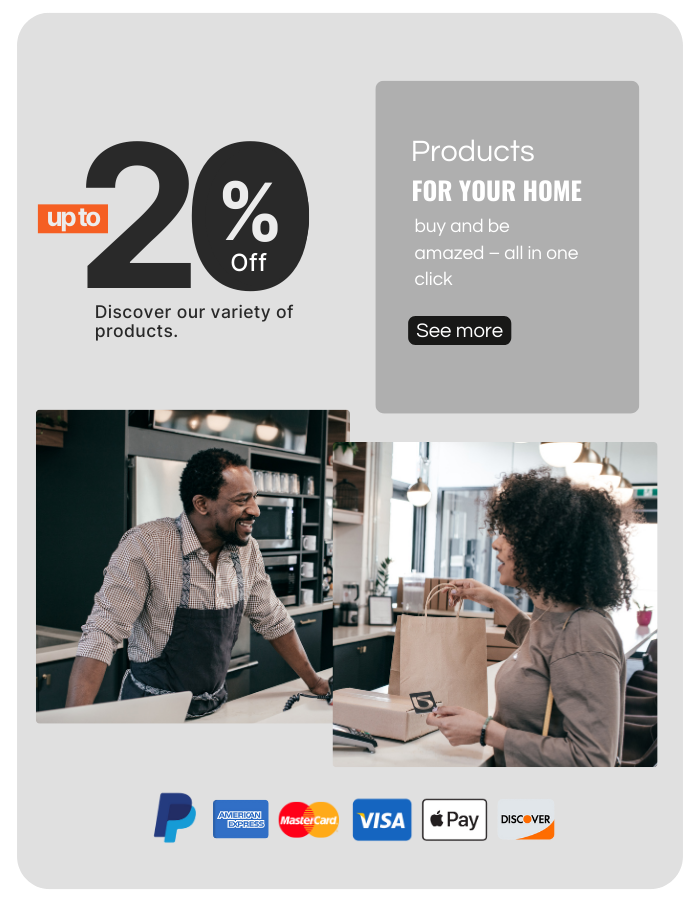 up to
20
%
Off
Discover our variety of
products.
Products
FOR YOUR HOME
buy and be
amazed – all in one
click
See more
AMERICAN
EXPRESS
MasterCard
VISA
Pay
DISCOVER